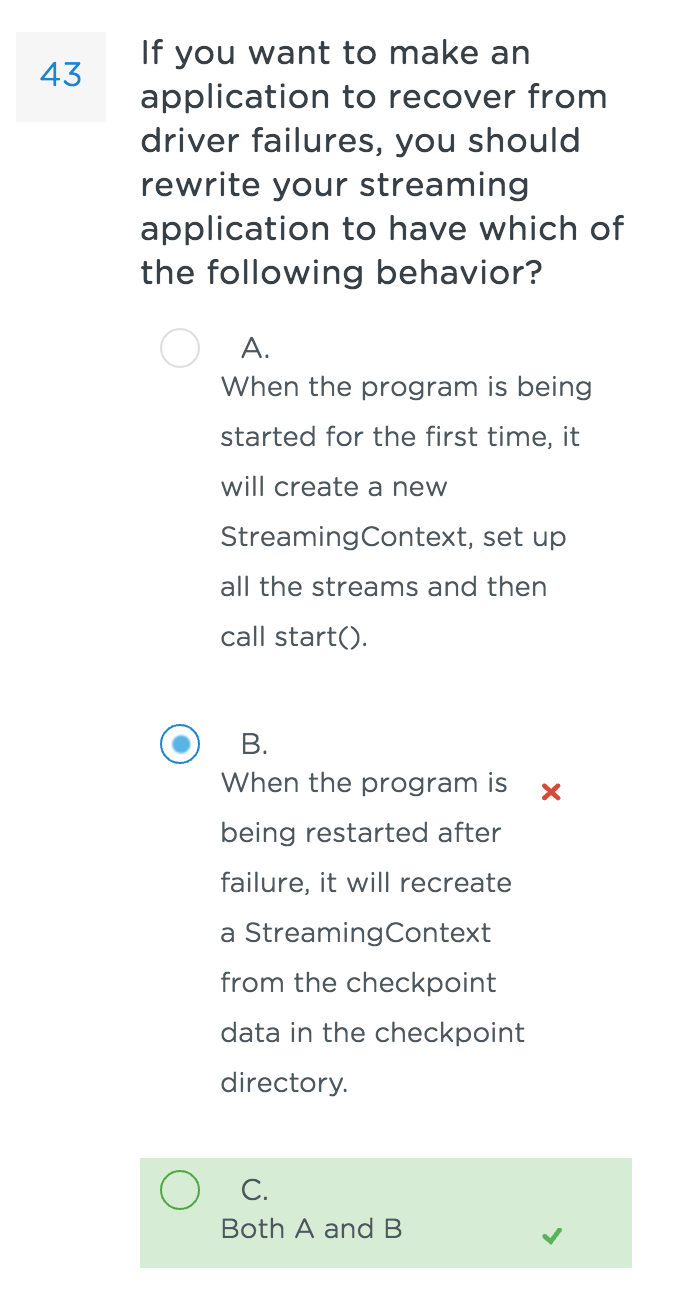 43
If you want to make an
application to recover from
driver failures, you should
rewrite your streaming
application to have which of
the following behavior?
A.
When the program is being
started for the first time, it
will create a new
StreamingContext, set up
all the streams and then
call start().
B.
When the program is
being restarted after
failure, it will recreate
a StreamingContext
from the checkpoint
data in the checkpoint
directory.
C.
Both A and B